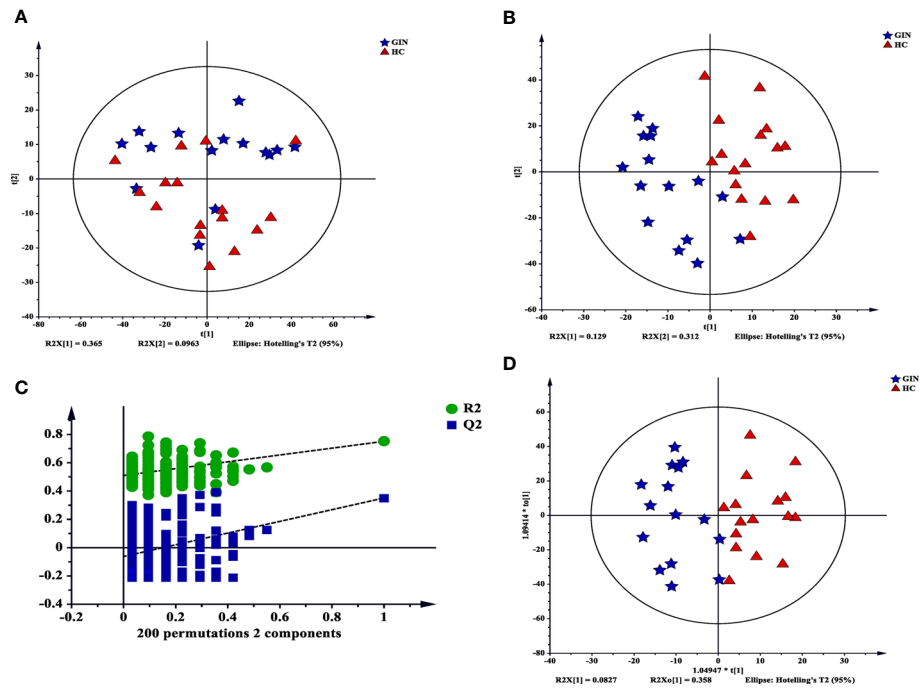 A
GIN
HC
40
30
20
10
0
-10
-20
-30
-40
t[2]
-80 -60 -40 -20 0 20 40 60
t[1]
R2X[1] = 0.365 R2X[2] = 0.0963 Ellipse: Hotelling's T2 (95%)
B
GIN
HC
40
20
0
-20
-40
-60
t[2]
-40 -30 -20 -10 0 10 20 30 40
t[1]
R2X[1] = 0.129 R2X[2] = 0.312 Ellipse: Hotelling's T2 (95%)
C
R2
Q2
0.8
0.6
0.4
0.2
0
-0.2
-0.4
-0.2 0 0.2 0.4 0.6 0.8 1
200 permutations 2 components
D
GIN
HC
60
40
20
0
-20
-40
-60
-80
1.09414 * to[1]
-40 -30 -20 -10 0 10 20 30 40
1.04947 * t[1]
R2X[1] = 0.0827 R2Xo[1] = 0.358 Ellipse: Hotelling's T2 (95%)